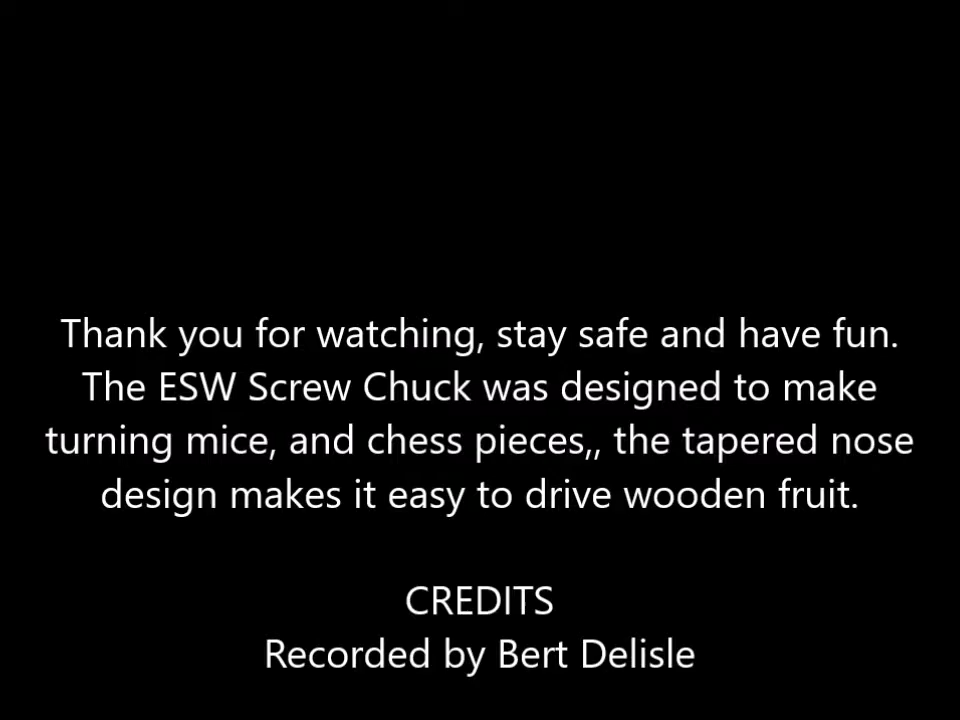 Thank you for watching, stay safe and have fun.
The ESW Screw Chuck was designed to make
turning mice, and chess pieces,, the tapered nose
design makes it easy to drive wooden fruit.
CREDITS
Recorded by Bert Delisle